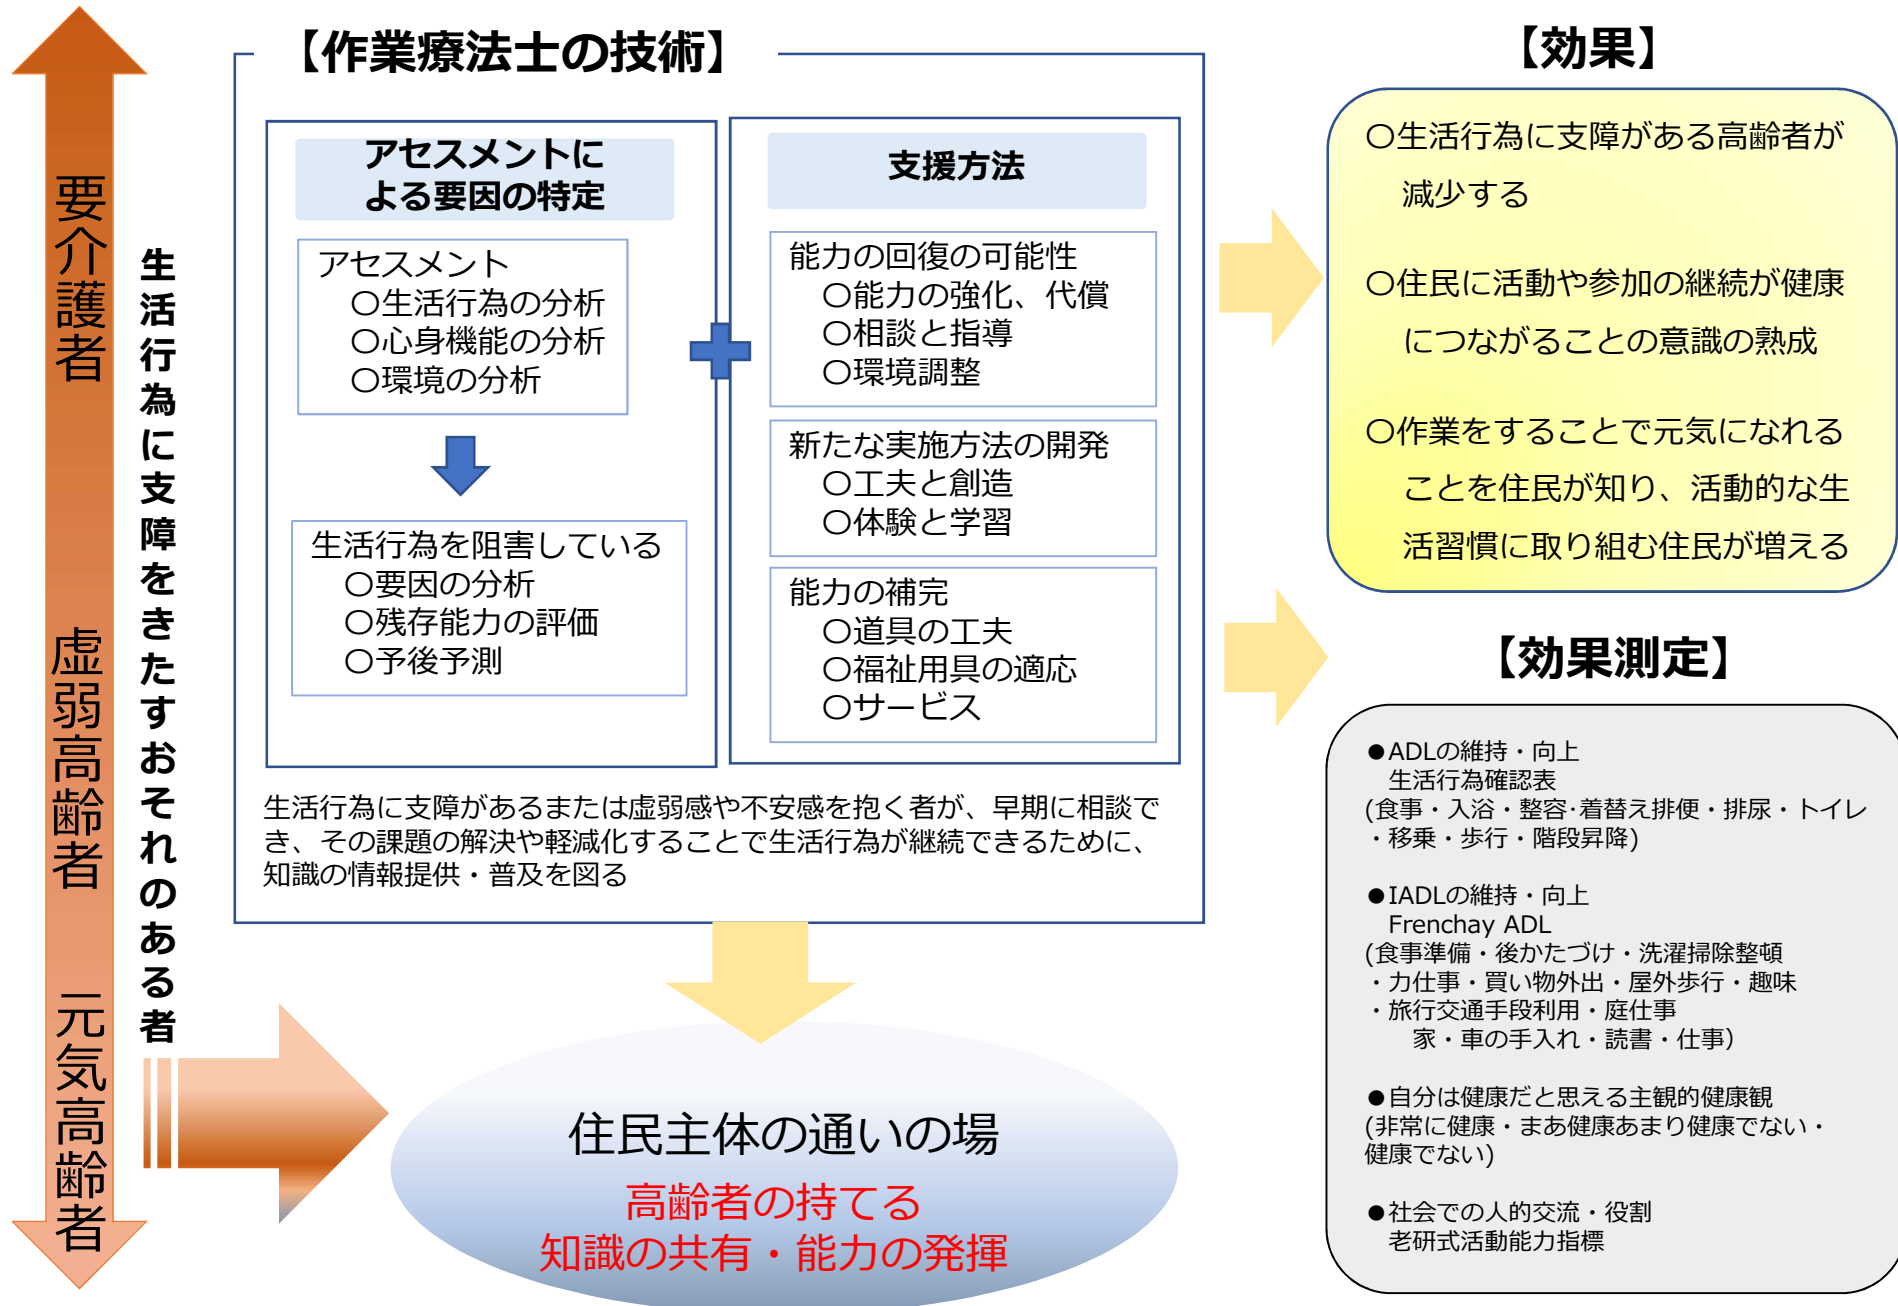 要介護者
虚弱高齢者
元気高齢者
生活行為に支障をきたすおそれのある者
【作業療法士の技術】
アセスメントに
よる要因の特定
アセスメント
〇生活行為の分析
〇心身機能の分析
〇環境の分析
生活行為を阻害している
〇要因の分析
〇残存能力の評価
〇予後予測
支援方法
能力の回復の可能性
〇能力の強化、代償
〇相談と指導
〇環境調整
新たな実施方法の開発
〇工夫と創造
〇体験と学習
能力の補完
〇道具の工夫
〇福祉用具の適応
〇サービス
生活行為に支障があるまたは虚弱感や不安感を抱く者が、早期に相談で
き、その課題の解決や軽減化することで生活行為が継続できるために、
知識の情報提供・普及を図る
住民主体の通いの場
高齢者の持てる
知識の共有・能力の発揮
【効果】
〇生活行為に支障がある高齢者が
減少する
〇住民に活動や参加の継続が健康
につながることの意識の熟成
〇作業をすることで元気になれる
ことを住民が知り、活動的な生
活習慣に取り組む住民が増える
【効果測定】
●ADLの維持・向上
生活行為確認表
(食事・入浴・整容・着替え排便・排尿・トイレ
・移乗・歩行・階段昇降)
●IADLの維持・向上
Frenchay ADL
(食事準備・後かたづけ・洗濯掃除整頓
・力仕事・買い物外出・屋外歩行・趣味
・旅行交通手段利用・庭仕事
家・車の手入れ・読書・仕事）
●自分は健康だと思える主観的健康観
(非常に健康・まあ健康あまり健康でない・
健康でない)
●社会での人的交流・役割
老研式活動能力指標